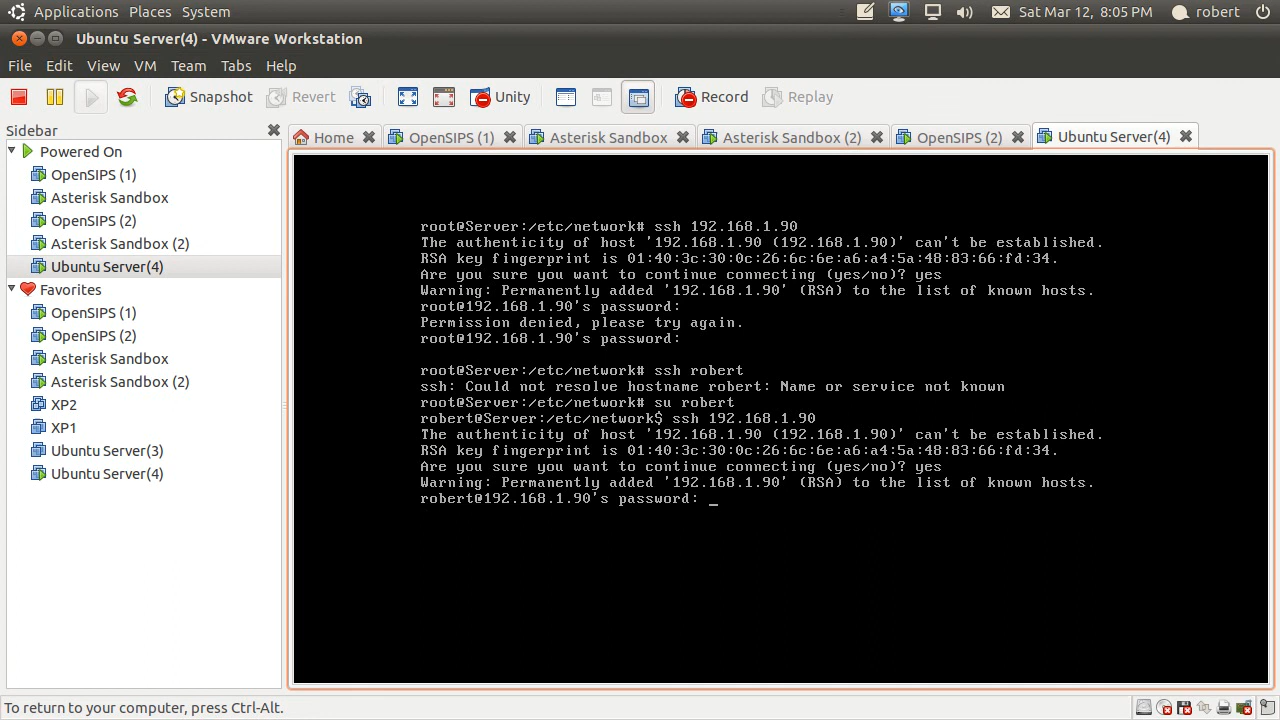 Applications Places System
Sat Mar 12, 8:05 PM robert
Ubuntu Server(4) - VMware Workstation
File Edit View VM Team Tabs Help
Snapshot Revert Unity Record Replay
Sidebar
Home OpenSIPS (1) Asterisk Sandbox Asterisk Sandbox (2) OpenSIPS (2) Ubuntu Server(4)
Powered On
OpenSIPS (1)
Asterisk Sandbox
OpenSIPS (2)
Asterisk Sandbox (2)
Ubuntu Server(4)
Favorites
OpenSIPS (1)
OpenSIPS (2)
Asterisk Sandbox
Asterisk Sandbox (2)
XP2
XP1
Ubuntu Server(3)
Ubuntu Server(4)
root@Server:/etc/network# ssh 192.168.1.90
The authenticity of host '192.168.1.90 (192.168.1.90)' can't be established.
RSA key fingerprint is 01:40:3c:30:0c:26:6c:6e:a6:a4:5a:48:83:66:fd:34.
Are you sure you want to continue connecting (yes/no)? yes
Warning: Permanently added '192.168.1.90' (RSA) to the list of known hosts.
root@192.168.1.90's password:
Permission denied, please try again.
root@192.168.1.90's password:
root@Server:/etc/network# ssh robert
ssh: Could not resolve hostname robert: Name or service not known
root@Server:/etc/network# su robert
robert@Server:/etc/network$ ssh 192.168.1.90
The authenticity of host '192.168.1.90 (192.168.1.90)' can't be established.
RSA key fingerprint is 01:40:3c:30:0c:26:6c:6e:a6:a4:5a:48:83:66:fd:34.
Are you sure you want to continue connecting (yes/no)? yes
Warning: Permanently added '192.168.1.90' (RSA) to the list of known hosts.
robert@192.168.1.90's password: _
To return to your computer, press Ctrl-Alt.